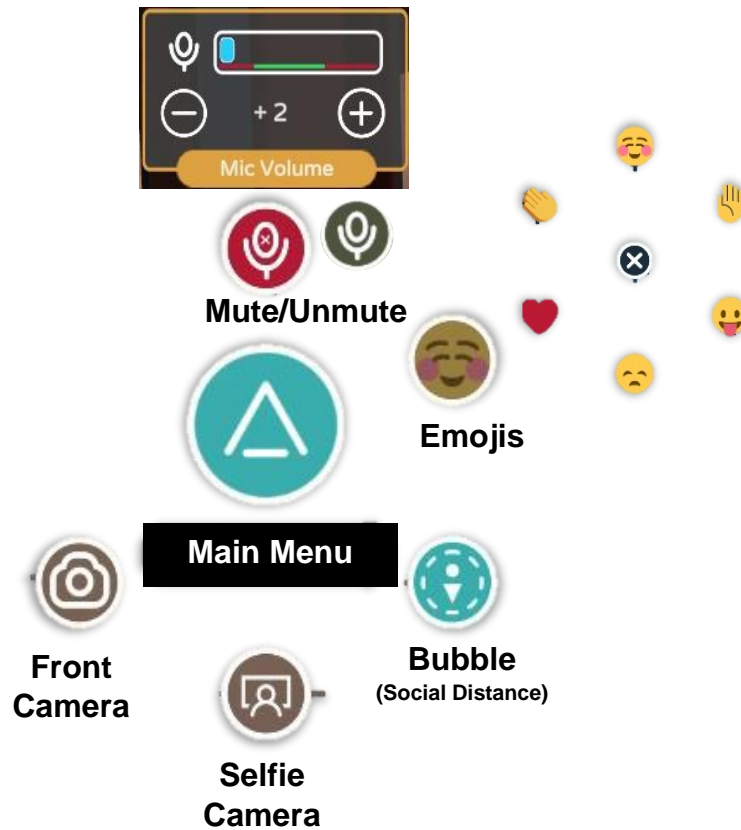 + 2
Mic Volume
Mute/Unmute
Emojis
Main Menu
Front
Camera
Bubble
(Social Distance)
Selfie
Camera